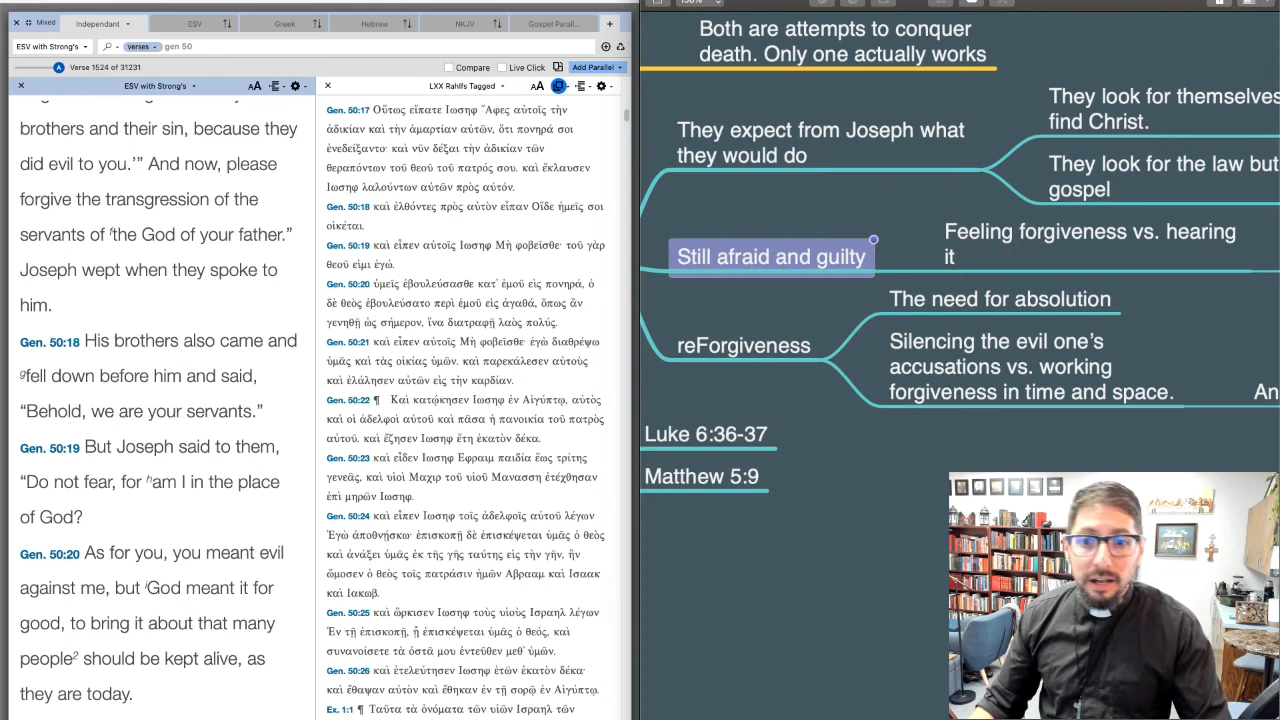 Mixed
Independant
ESV
Greek
Hebrew
NKJV
Gospel Parall...
ESV with Strong's
Verses
gen 50
Verse 1524 of 31231
Compare
Live Click
Add Parallel
ESV with Strong's
AA
brothers and their sin, because they
did evil to you.’” And now, please
forgive the transgression of the
servants of fthe God of your father.”
Joseph wept when they spoke to
him.
Gen. 50:18 His brothers also came and
gfell down before him and said,
“Behold, we are your servants.”
Gen. 50:19 But Joseph said to them,
“Do not fear, for ham I in the place
of God?
Gen. 50:20 As for you, you meant evil
against me, but iGod meant it for
good, to bring it about that many
people2 should be kept alive, as
they are today.
LXX Rahlfs Tagged
AA
Gen. 50:17 Οὕτως εἴπατε Ιωσηφ Ἄφες αὐτοῖς τὴν
ἀδικίαν καὶ τὴν ἁμαρτίαν αὐτῶν, ὅτι πονηρά σοι
ἐνεδείξαντο· καὶ νῦν δέξαι τὴν ἀδικίαν τῶν
θεραπόντων τοῦ θεοῦ τοῦ πατρός σου. καὶ ἔκλαυσεν
Ιωσηφ λαλούντων αὐτῶν πρὸς αὐτόν.
Gen. 50:18 καὶ ἐλθόντες πρὸς αὐτὸν εἶπαν Οἵδε ἡμεῖς σοι
οἰκέται.
Gen. 50:19 καὶ εἶπεν αὐτοῖς Ιωσηφ Μὴ φοβεῖσθε· τοῦ γὰρ
θεοῦ εἰμι ἐγώ.
Gen. 50:20 ὑμεῖς ἐβουλεύσασθε κατ᾽ ἐμοῦ εἰς πονηρά, ὁ
δὲ θεὸς ἐβουλεύσατο περὶ ἐμοῦ εἰς ἀγαθά, ὅπως ἂν
γενηθῇ ὡς σήμερον, ἵνα διατραφῇ λαὸς πολύς.
Gen. 50:21 καὶ εἶπεν αὐτοῖς Μὴ φοβεῖσθε· ἐγὼ διαθρέψω
ὑμᾶς καὶ τὰς οἰκίας ὑμῶν. καὶ παρεκάλεσεν αὐτοὺς
καὶ ἐλάλησεν αὐτῶν εἰς τὴν καρδίαν.
Gen. 50:22 ¶ Καὶ κατῴκησεν Ιωσηφ ἐν Αἰγύπτῳ, αὐτὸς
καὶ οἱ ἀδελφοὶ αὐτοῦ καὶ πᾶσα ἡ πανοικία τοῦ πατρὸς
αὐτοῦ. καὶ ἔζησεν Ιωσηφ ἔτη ἑκατὸν δέκα.
Gen. 50:23 καὶ εἶδεν Ιωσηφ Εφραιμ παιδία ἕως τρίτης
γενεᾶς, καὶ υἱοὶ Μαχιρ τοῦ υἱοῦ Μανασση ἐτέχθησαν
ἐπὶ μηρῶν Ιωσηφ.
Gen. 50:24 καὶ εἶπεν Ιωσηφ τοῖς ἀδελφοῖς αὐτοῦ λέγων
Ἐγὼ ἀποθνῄσκω· ἐπισκοπῇ δὲ ἐπισκέψεται ὑμᾶς ὁ θεὸς
καὶ ἀνάξει ὑμᾶς ἐκ τῆς γῆς ταύτης εἰς τὴν γῆν, ἣν
ὤμοσεν ὁ θεὸς τοῖς πατράσιν ἡμῶν Αβρααμ καὶ Ισαακ
καὶ Ιακωβ.
Gen. 50:25 καὶ ὥρκισεν Ιωσηφ τοὺς υἱοὺς Ισραηλ λέγων
Ἐν τῇ ἐπισκοπῇ, ᾗ ἐπισκέψεται ὑμᾶς ὁ θεός, καὶ
συνανοίσετε τὰ ὀστᾶ μου ἐντεῦθεν μεθ᾽ ὑμῶν.
Gen. 50:26 καὶ ἐτελεύτησεν Ιωσηφ ἐτῶν ἑκατὸν δέκα·
καὶ ἔθαψαν αὐτὸν καὶ ἔθηκαν ἐν τῇ σορῷ ἐν Αἰγύπτῳ.
Ex. 1:1 ¶ Ταῦτα τὰ ὀνόματα τῶν υἱῶν Ισραηλ τῶν
Both are attempts to conquer
death. Only one actually works
They expect from Joseph what
they would do
They look for themselves
find Christ.
They look for the law but
gospel
Still afraid and guilty
Feeling forgiveness vs. hearing
it
reForgiveness
The need for absolution
Silencing the evil one’s
accusations vs. working
forgiveness in time and space.
An
Luke 6:36-37
Matthew 5:9